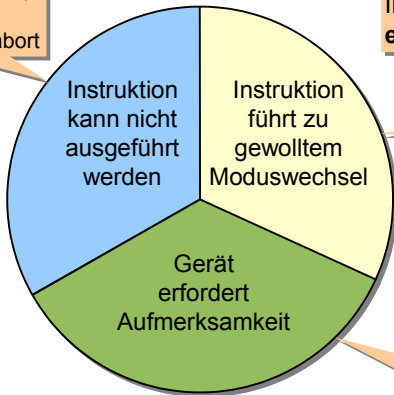 abort
Instruktion
kann nicht
ausgeführt
werden
Instruktion
führt zu
gewolltem
Moduswechsel
Gerät
erfordert
Aufmerksamkeit